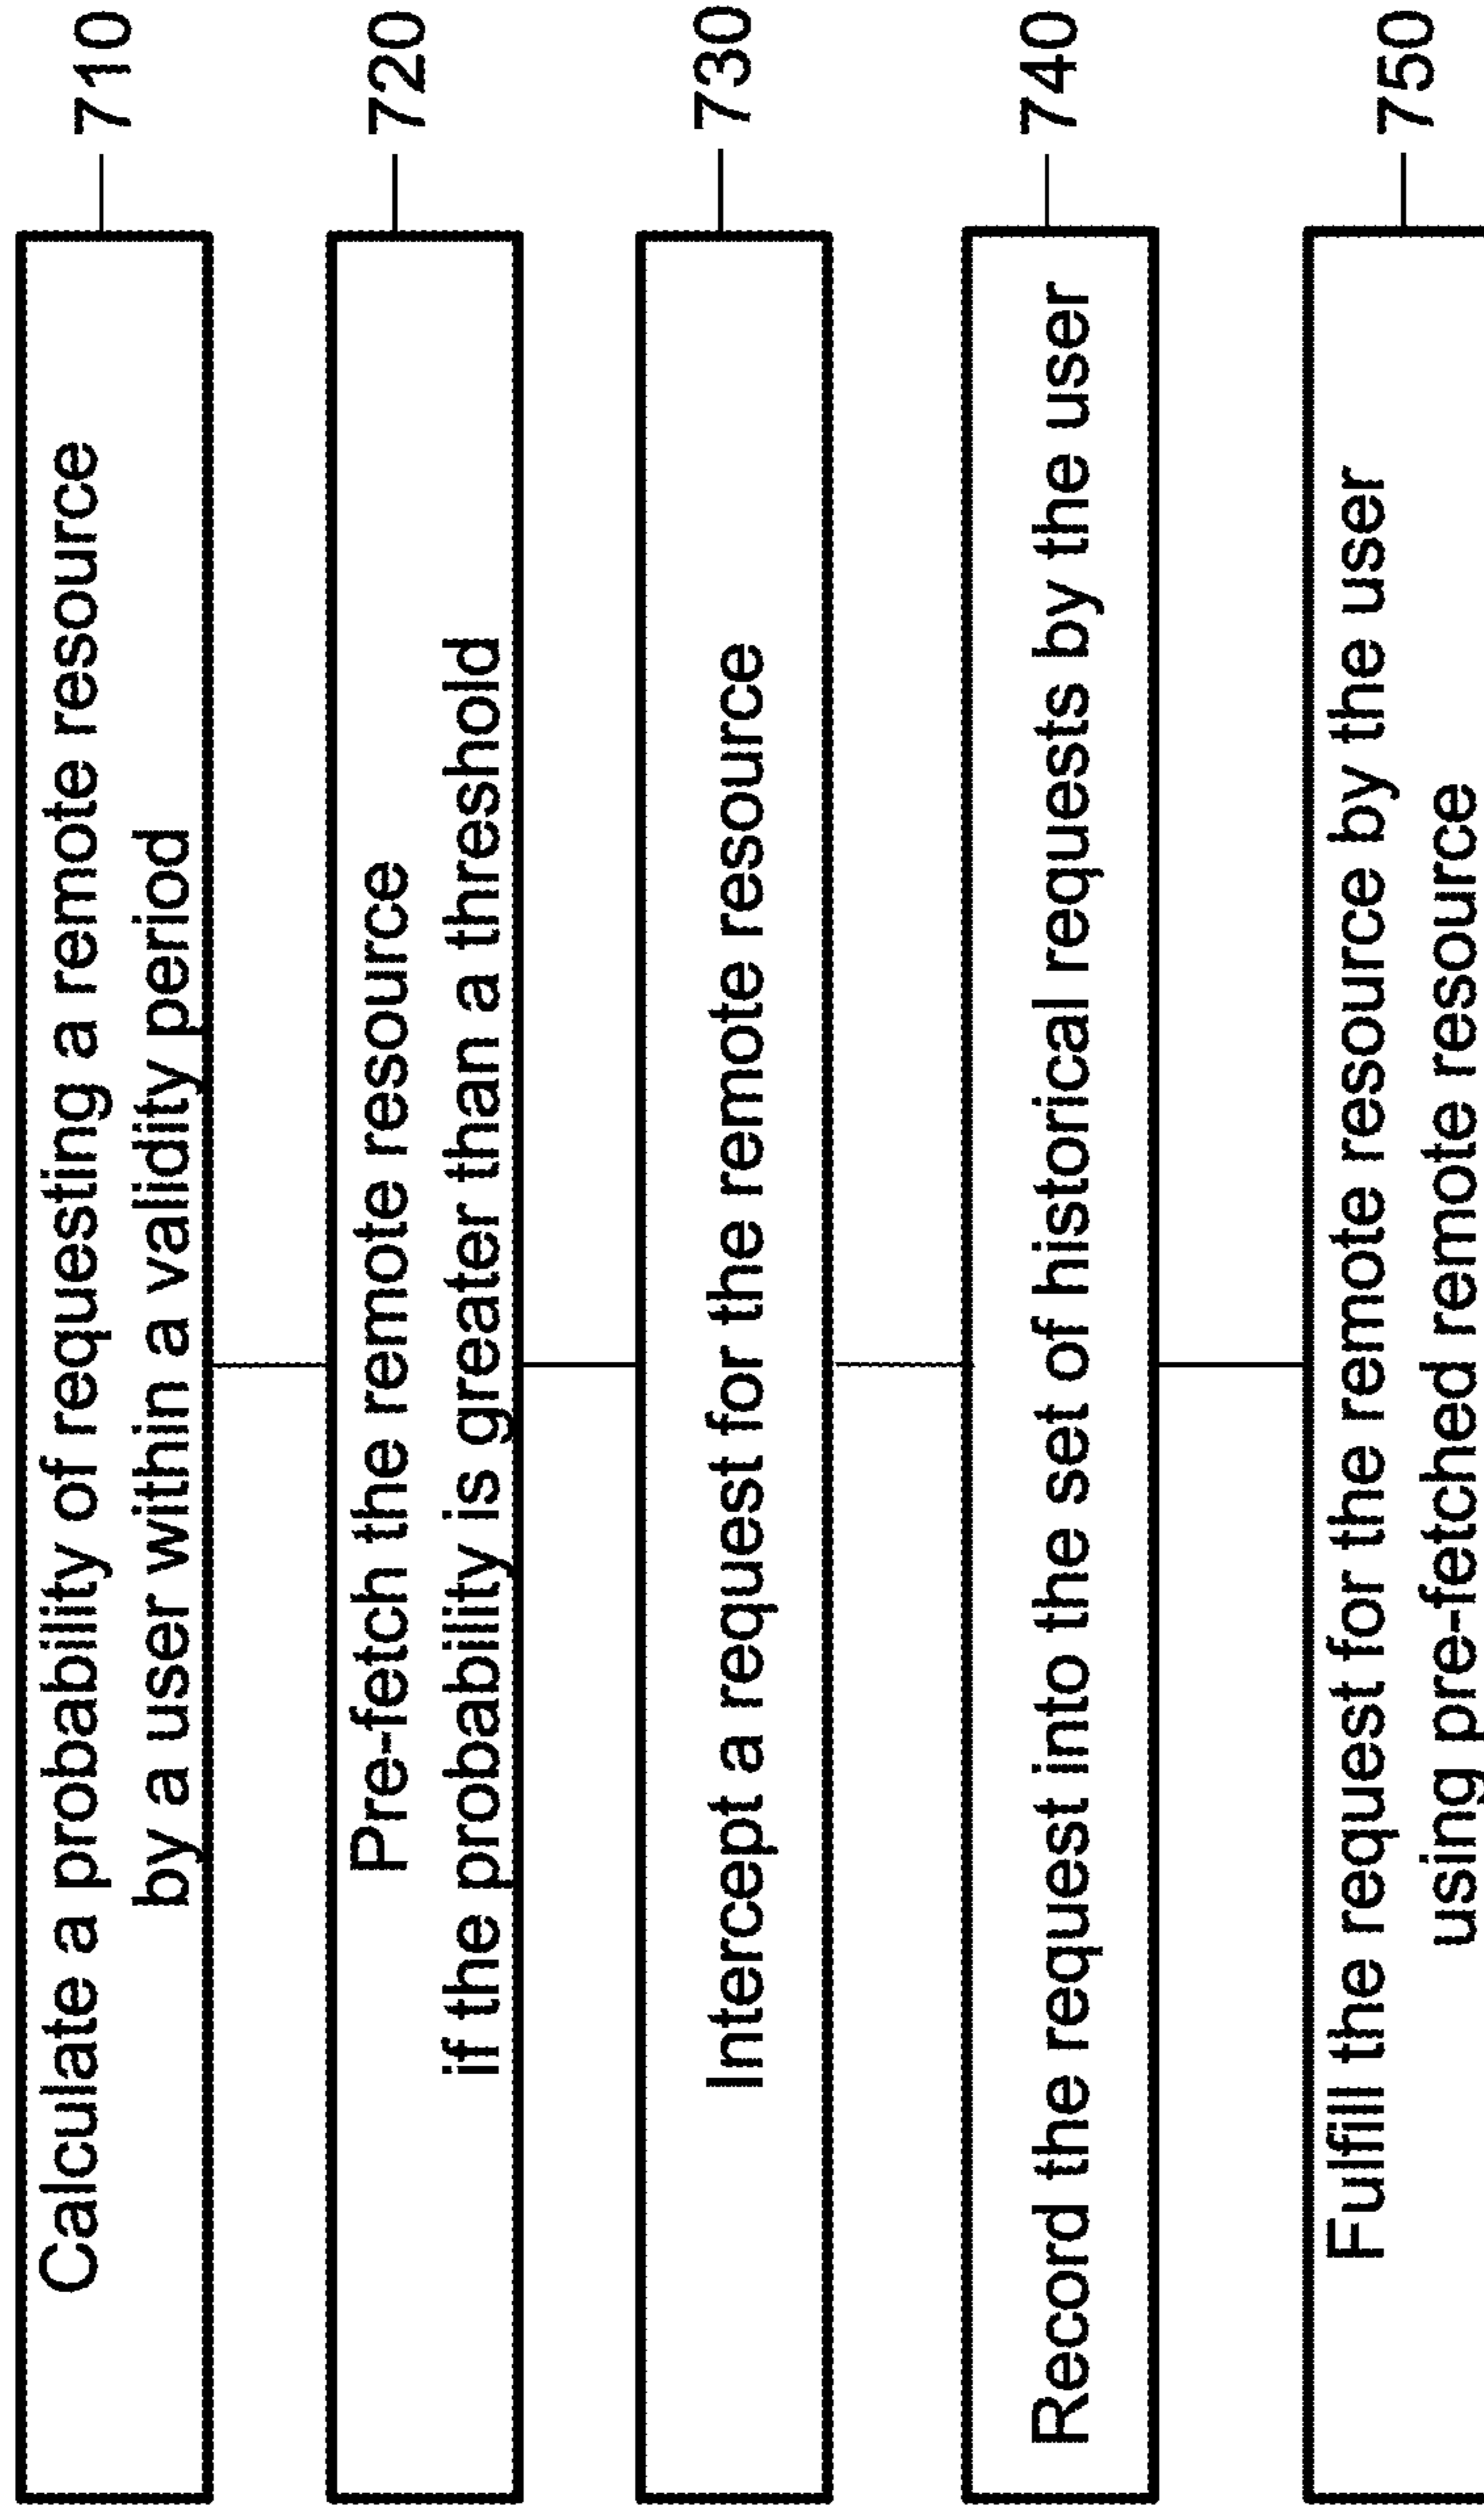 Calculate a probability of requesting a remote resource
by a user within a validity period
710
Pre-fetch the remote resource
if the probability is greater than a threshold
720
Intercept a request for the remote resource
730
Record the request into the set of historical requests by the user
740
Fulfill the request for the remote resource by the user
using pre-fetched remote resource
750